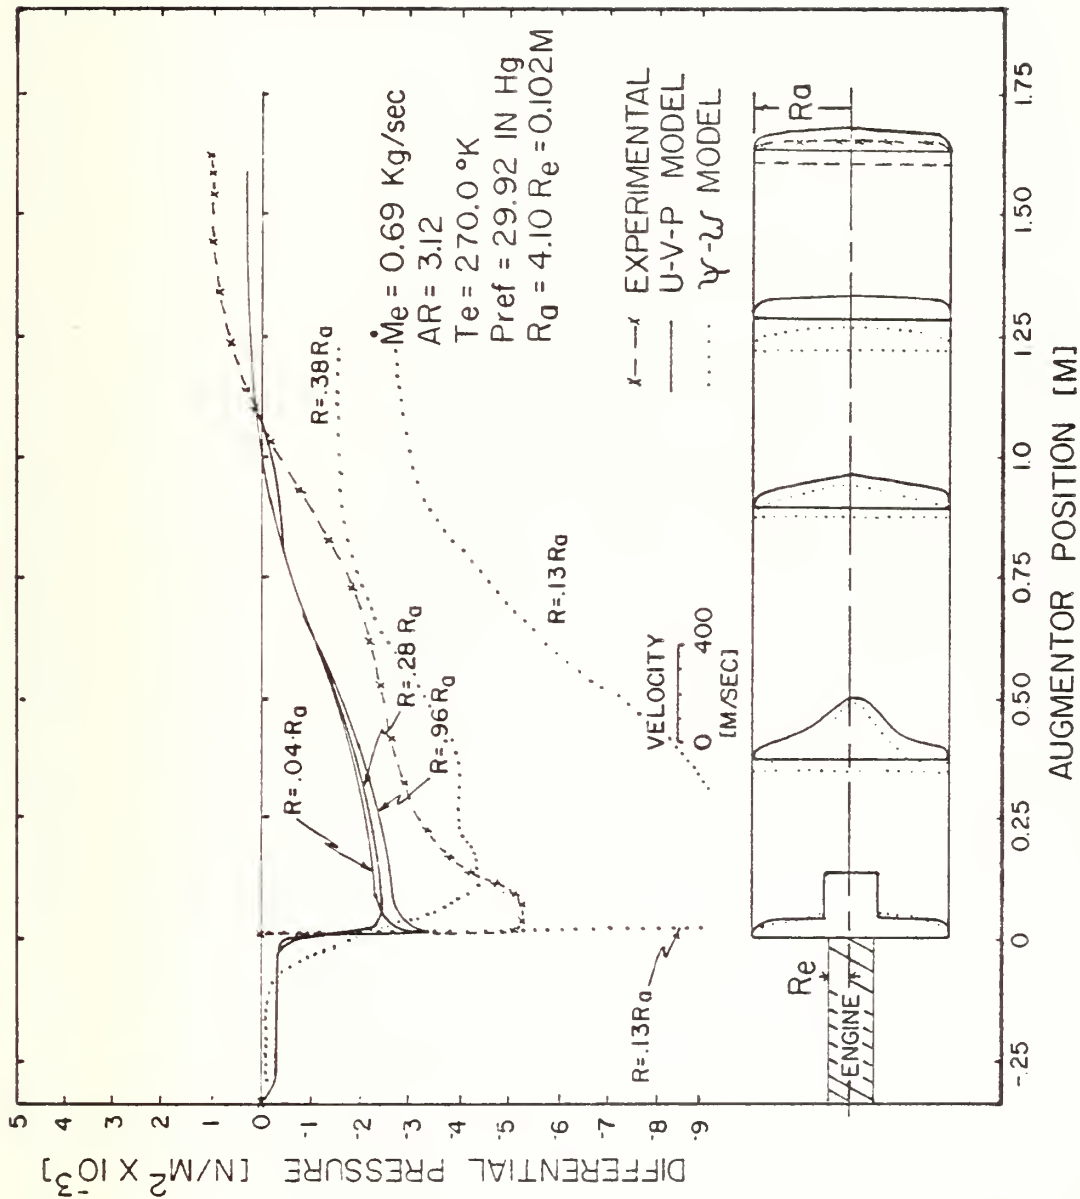 DIFFERENTIAL PRESSURE [N/M² X 10⁻³]
5
4
3
2
1
0
-1
-2
-3
-4
-5
-6
-7
-8
-9
Ṁe = 0.69 Kg/sec
AR = 3.12
Te = 270.0 °K
Pref = 29.92 IN Hg
Ra = 4.10 Re = 0.102M
R=.38Ra
R=.04Ra
R=.28Ra
R=.96Ra
R=.13Ra
R=.13Ra
x– –x EXPERIMENTAL
—— U-V-P MODEL
...... ψ-ω MODEL
VELOCITY
0 400
[M/SEC]
Ra
Re
ENGINE
-.25
0
0.25
0.50
0.75
1.0
1.25
1.50
1.75
AUGMENTOR POSITION [M]